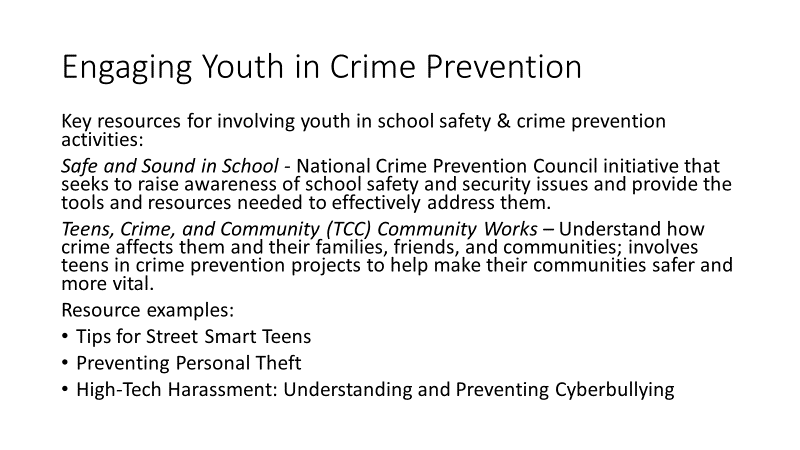 Engaging Youth in Crime Prevention
Key resources for involving youth in school safety & crime prevention
activities:
Safe and Sound in School - National Crime Prevention Council initiative that
seeks to raise awareness of school safety and security issues and provide the
tools and resources needed to effectively address them.
Teens, Crime, and Community (TCC) Community Works – Understand how
crime affects them and their families, friends, and communities; involves
teens in crime prevention projects to help make their communities safer and
more vital.
Resource examples:
• Tips for Street Smart Teens
• Preventing Personal Theft
• High-Tech Harassment: Understanding and Preventing Cyberbullying